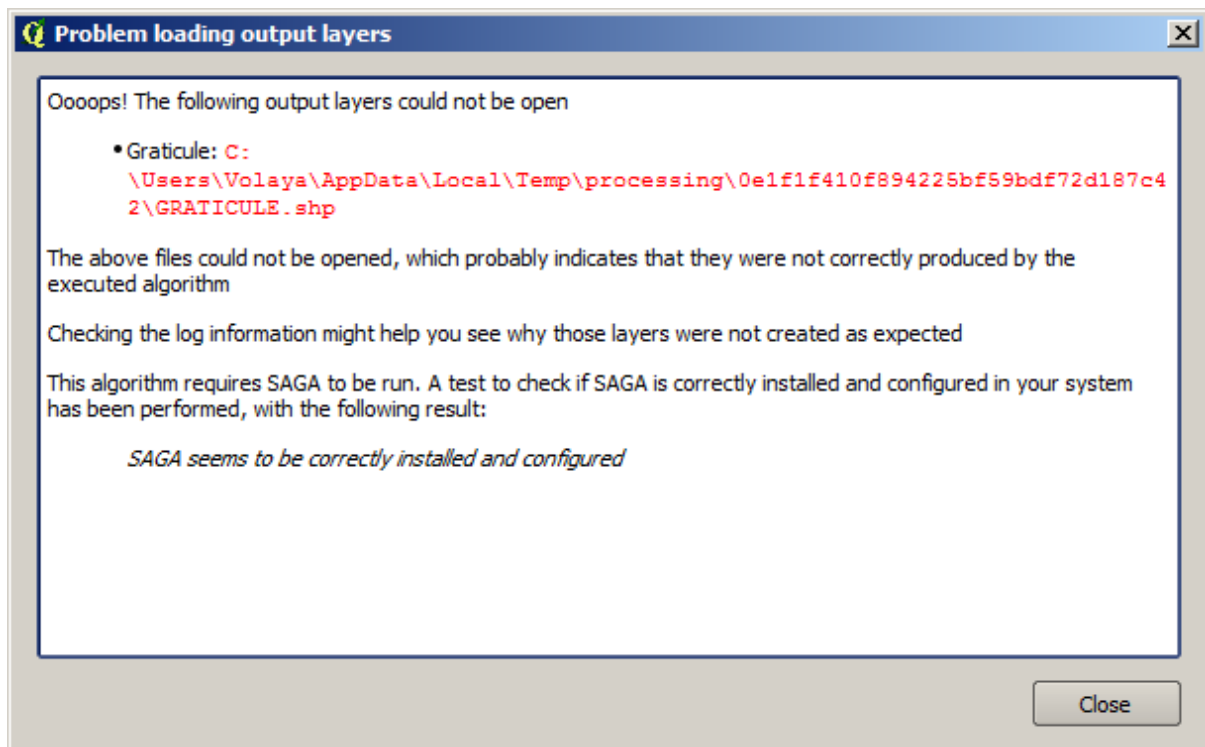 Problem loading output layers
Oooops! The following output layers could not be open
•Graticule: C:
\Users\Volaya\AppData\Local\Temp\processing\0e1f1f410f894225bf59bdf72d187c4
2\GRATICULE.shp
The above files could not be opened, which probably indicates that they were not correctly produced by the
executed algorithm
Checking the log information might help you see why those layers were not created as expected
This algorithm requires SAGA to be run. A test to check if SAGA is correctly installed and configured in your system
has been performed, with the following result:
SAGA seems to be correctly installed and configured
Close